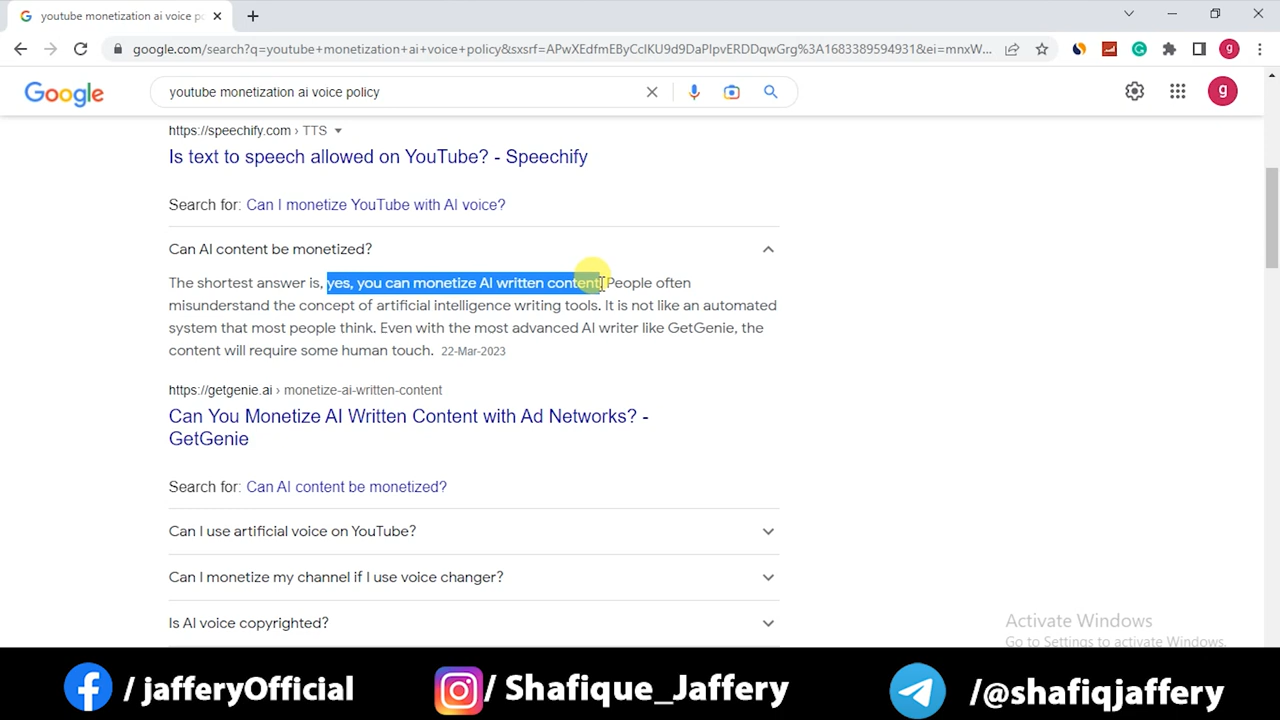 youtube monetization ai voice po
google.com/search?q=youtube+monetization+ai+voice+policy&sxsrf=APwXEdfmEByCclKU9d9DaPlpvERDDqwGrg%3A1683389594931&ei=mnxW...
g
Google
youtube monetization ai voice policy
g
https://speechify.com › TTS
Is text to speech allowed on YouTube? - Speechify
Search for: Can I monetize YouTube with AI voice?
Can AI content be monetized?
The shortest answer is, yes, you can monetize AI written content. People often
misunderstand the concept of artificial intelligence writing tools. It is not like an automated
system that most people think. Even with the most advanced AI writer like GetGenie, the
content will require some human touch. 22-Mar-2023
https://getgenie.ai › monetize-ai-written-content
Can You Monetize AI Written Content with Ad Networks? -
GetGenie
Search for: Can AI content be monetized?
Can I use artificial voice on YouTube?
Can I monetize my channel if I use voice changer?
Is AI voice copyrighted?
Activate Windows
Go to Settings to activate Windows.
/ jafferyOfficial
/ Shafique_Jaffery
/@shafiqjaffery